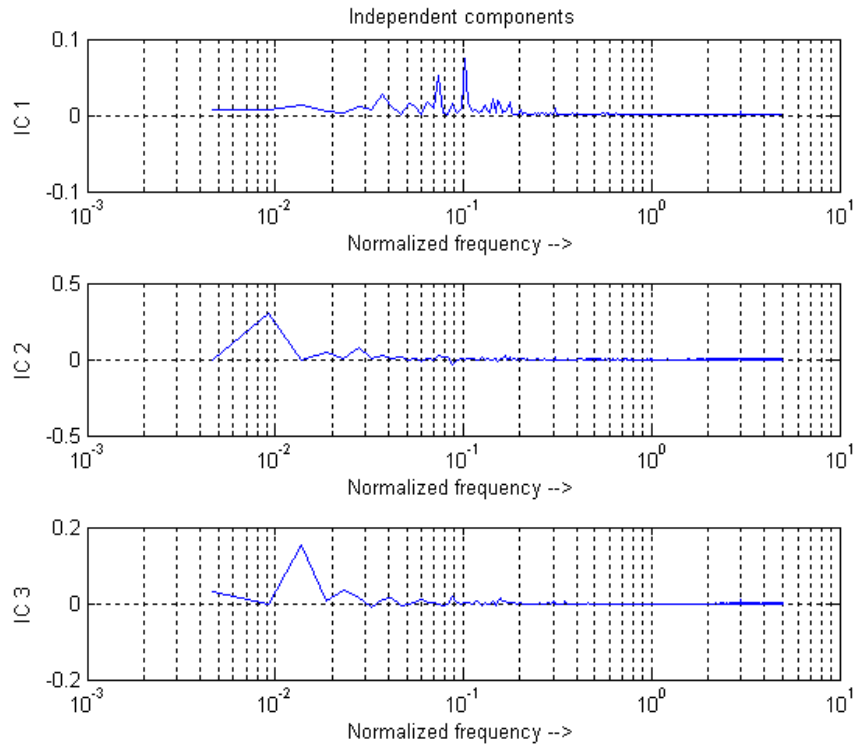 Independent components
0.1
IC 1
0
-0.1
10^-3 10^-2 10^-1 10^0 10^1
Normalized frequency -->
0.5
IC 2
0
-0.5
10^-3 10^-2 10^-1 10^0 10^1
Normalized frequency -->
0.2
IC 3
0
-0.2
10^-3 10^-2 10^-1 10^0 10^1
Normalized frequency -->